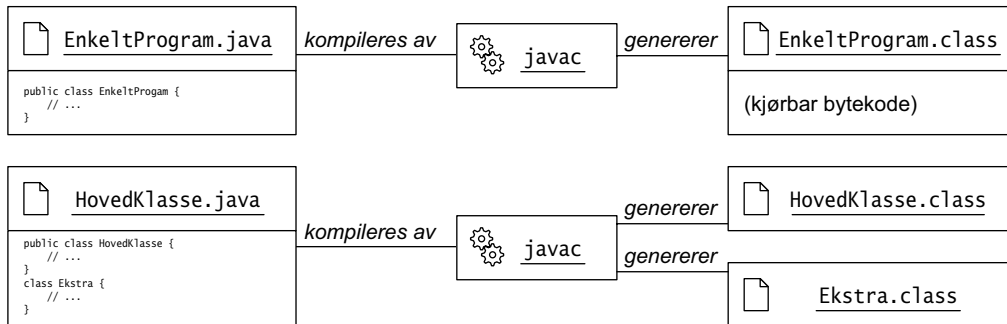 EnkeltProgram.java
kompileres av
javac
genererer
EnkeltProgram.class
public class EnkeltProgam {
// ...
}
(kjørbar bytekode)
HovedKlasse.java
kompileres av
javac
genererer
HovedKlasse.class
public class HovedKlasse {
// ...
}
class Ekstra {
// ...
}
genererer
Ekstra.class